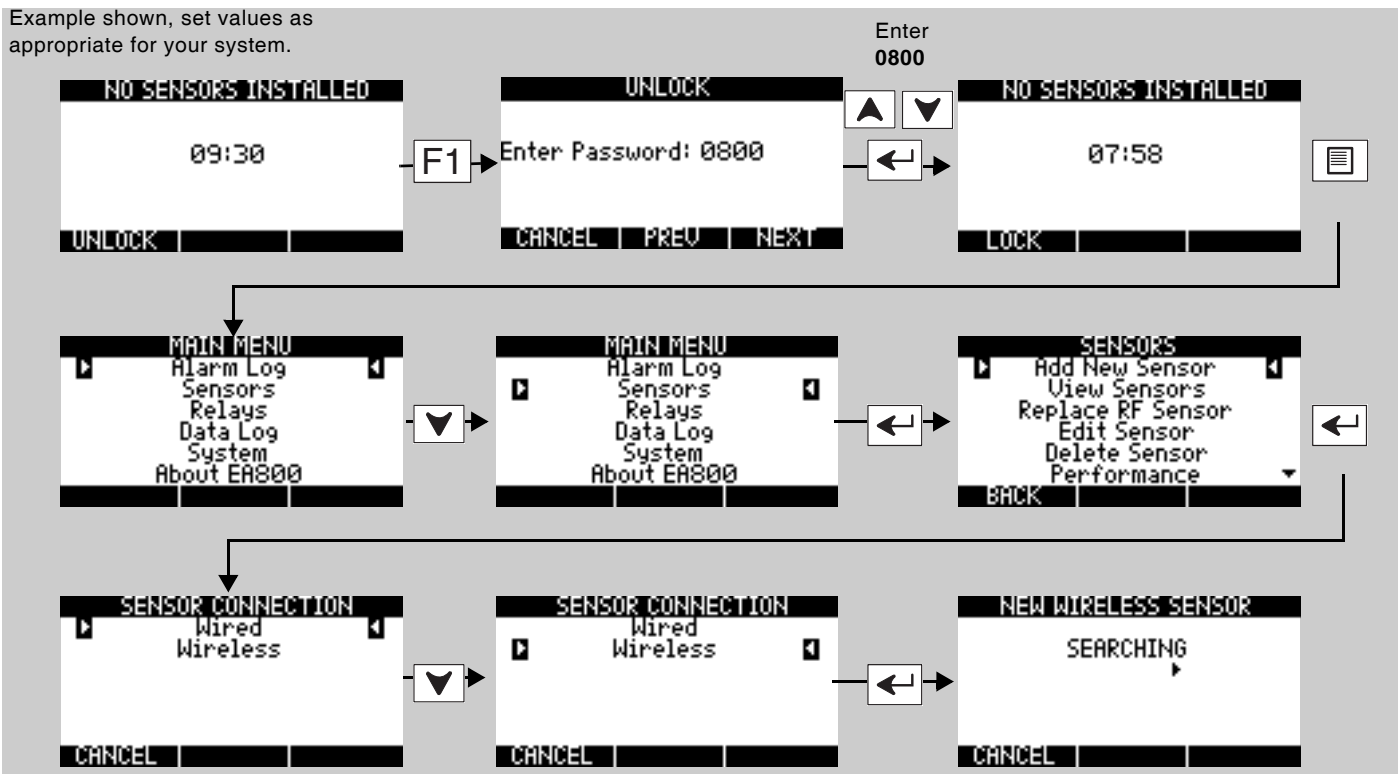 Example shown, set values as
appropriate for your system.
Enter
0800
NO SENSORS INSTALLED
09:30
UNLOCK
F1
UNLOCK
Enter Password: 0800
CANCEL | PREV | NEXT
NO SENSORS INSTALLED
07:58
LOCK
MAIN MENU
Alarm Log
Sensors
Relays
Data Log
System
About EA800
MAIN MENU
Alarm Log
Sensors
Relays
Data Log
System
About EA800
SENSORS
Add New Sensor
View Sensors
Replace RF Sensor
Edit Sensor
Delete Sensor
Performance
BACK
SENSOR CONNECTION
Wired
Wireless
CANCEL
SENSOR CONNECTION
Wired
Wireless
CANCEL
NEW WIRELESS SENSOR
SEARCHING
CANCEL